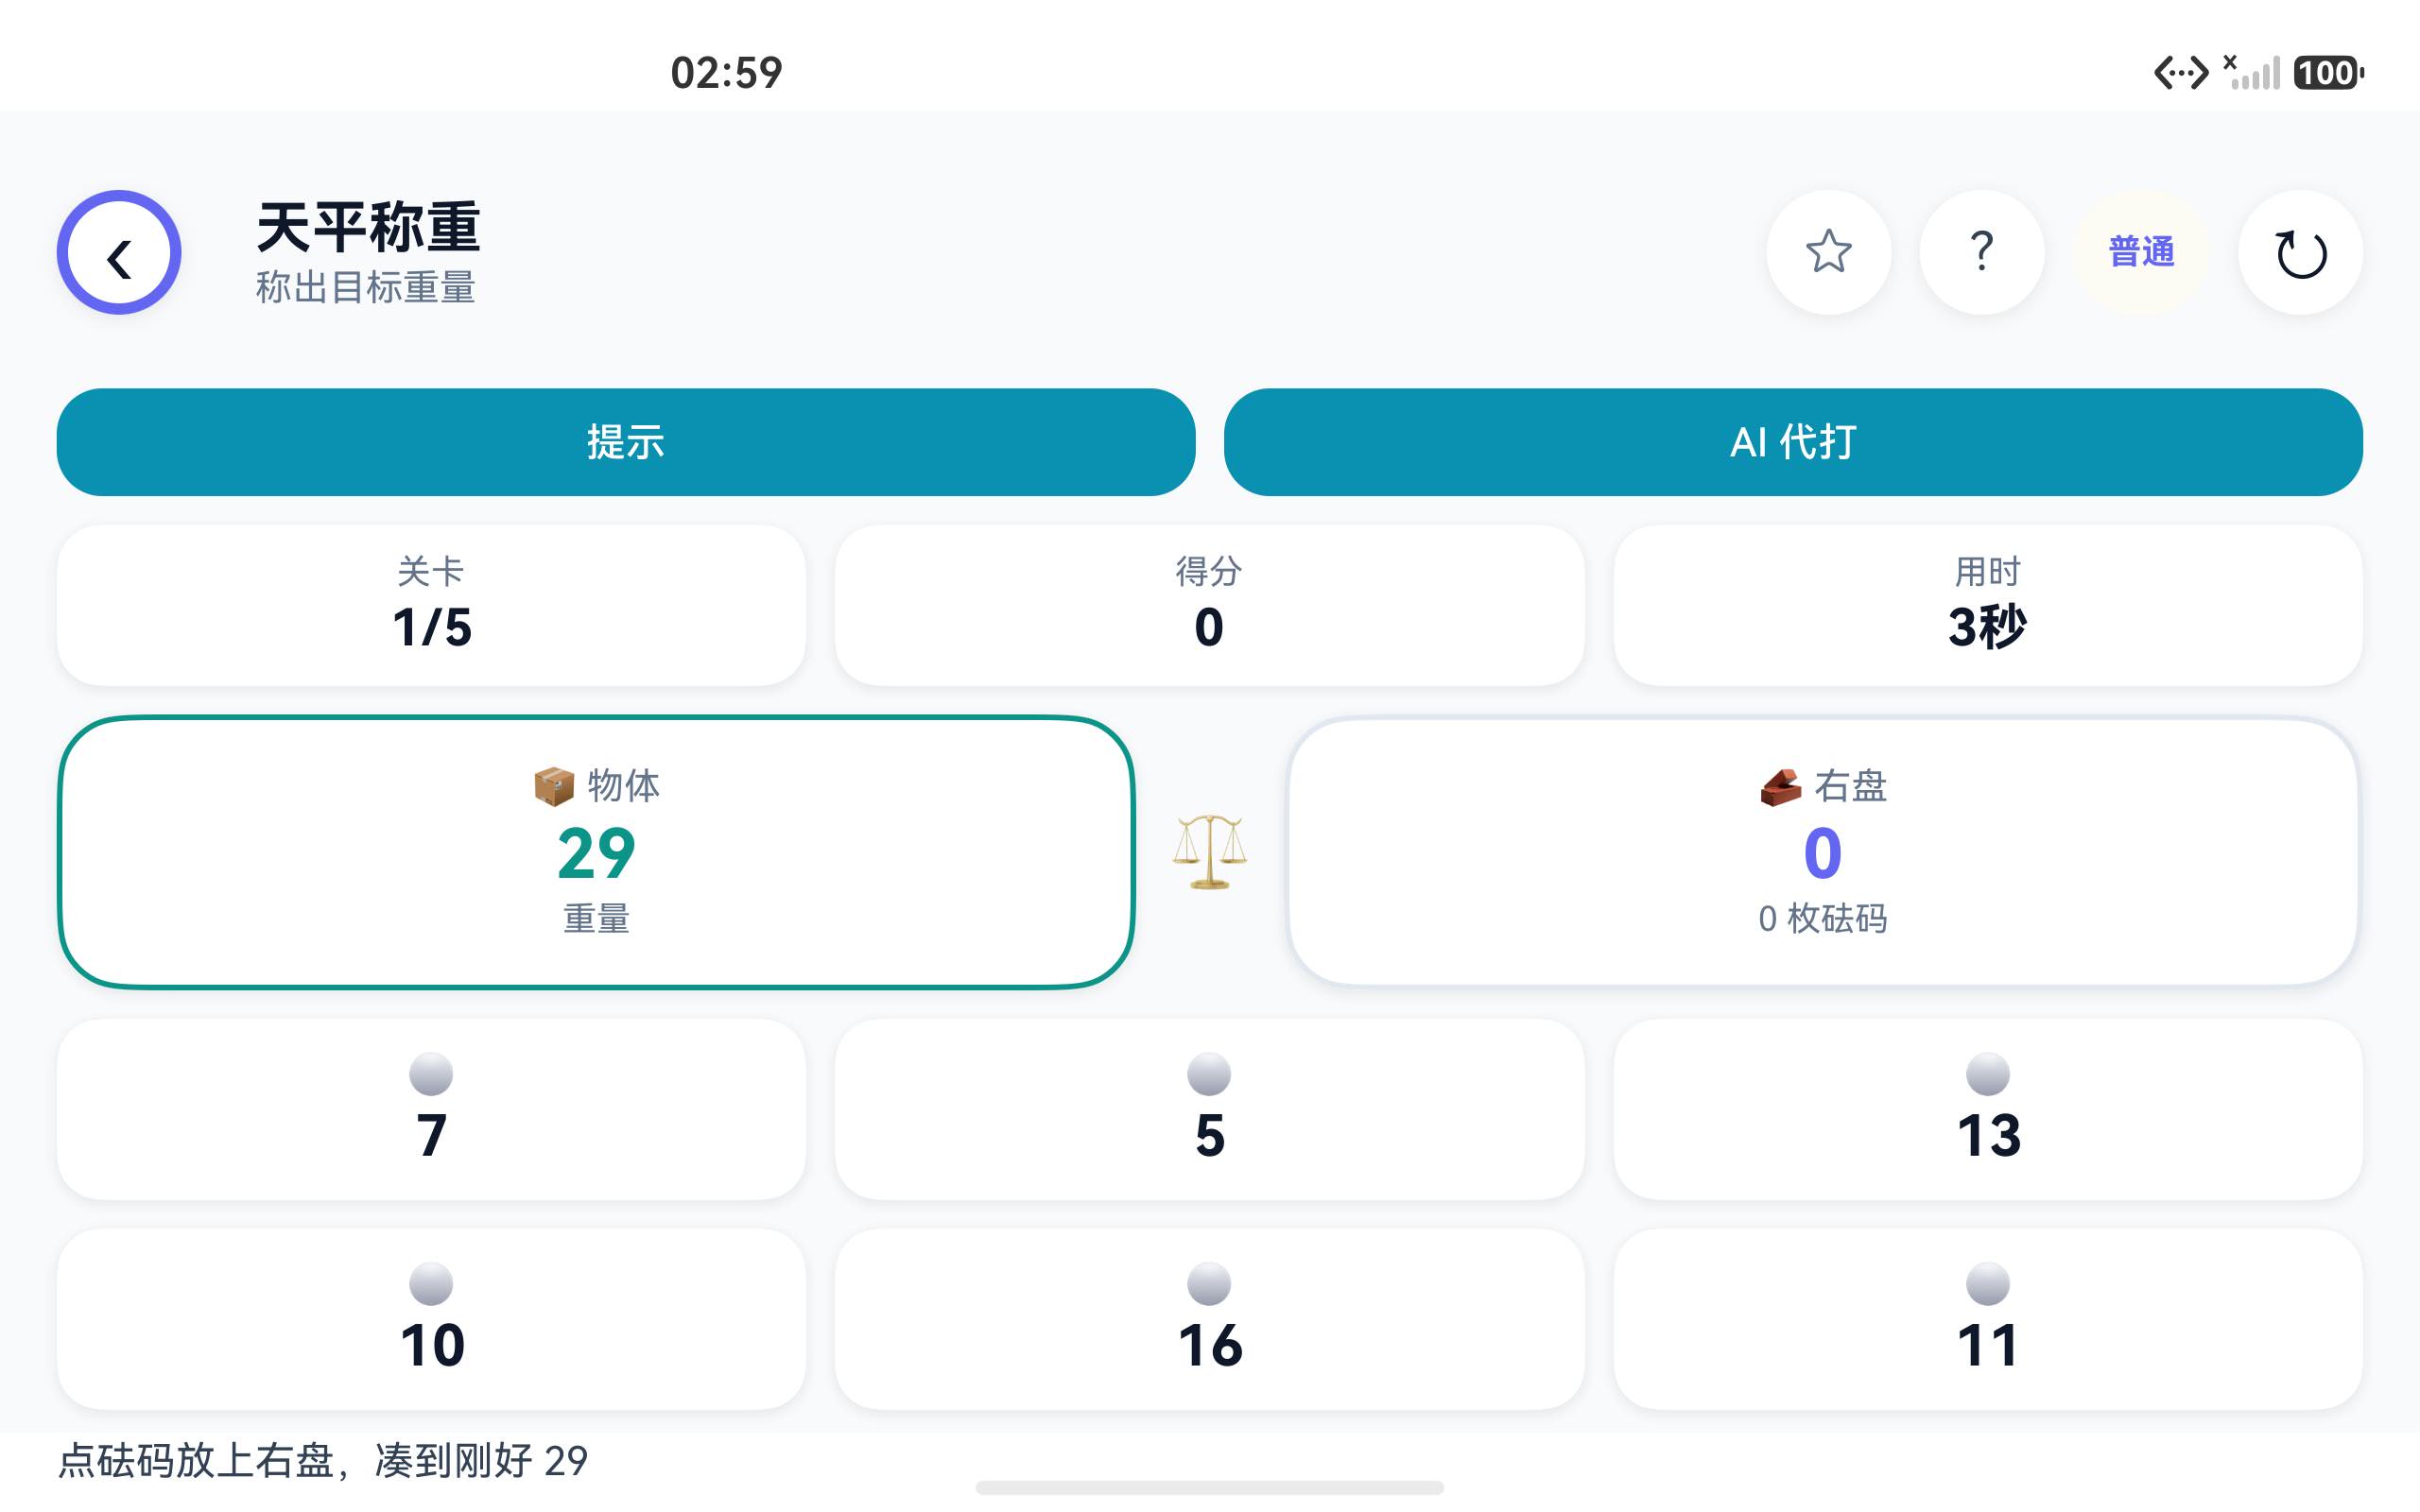 02:59
100
天平称重
称出目标重量
?
普通
提示
AI 代打
关卡
1/5
得分
0
用时
3秒
物体
29
重量
右盘
0
0 枚砝码
7
5
13
10
16
11
点砝码放上右盘，凑到刚好 29